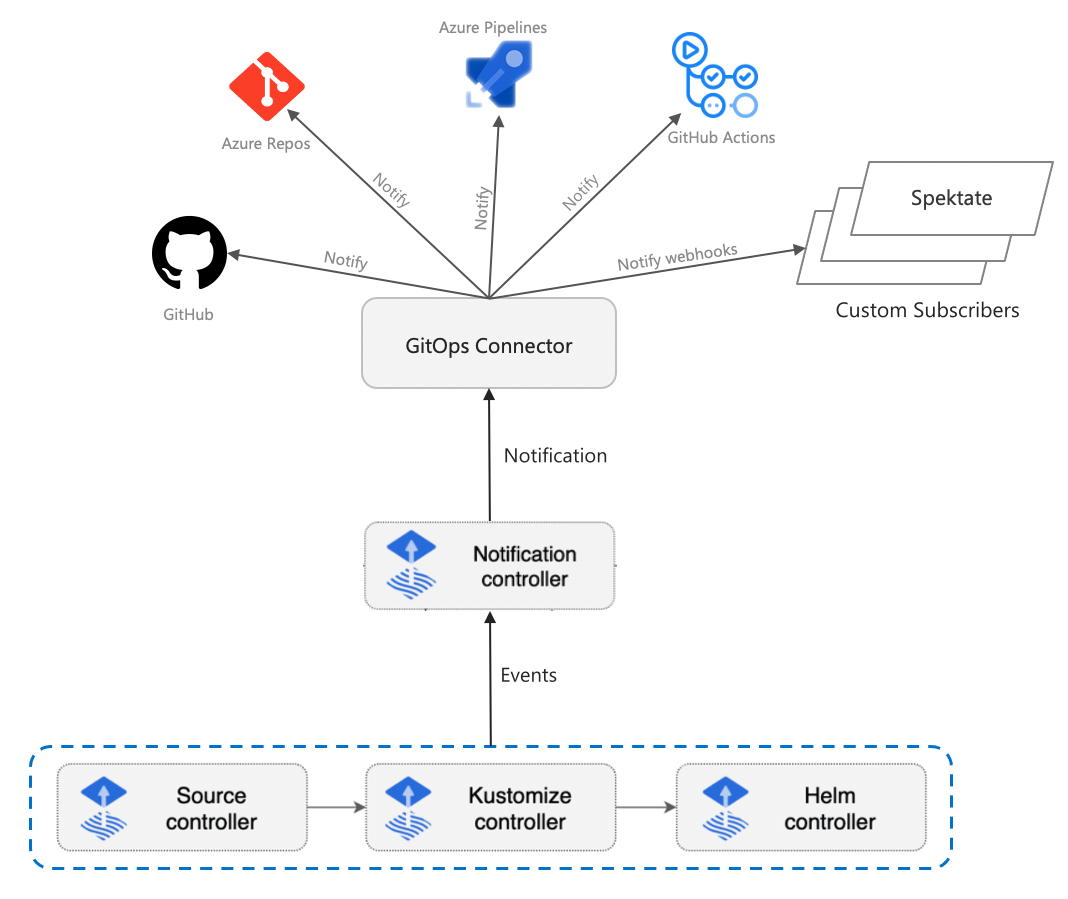 Azure Pipelines
Azure Repos
GitHub Actions
Notify
Notify
Notify
Spektate
Notify
Notify webhooks
GitHub
Custom Subscribers
GitOps Connector
Notification
Notification
controller
Events
Source
controller
Kustomize
controller
Helm
controller